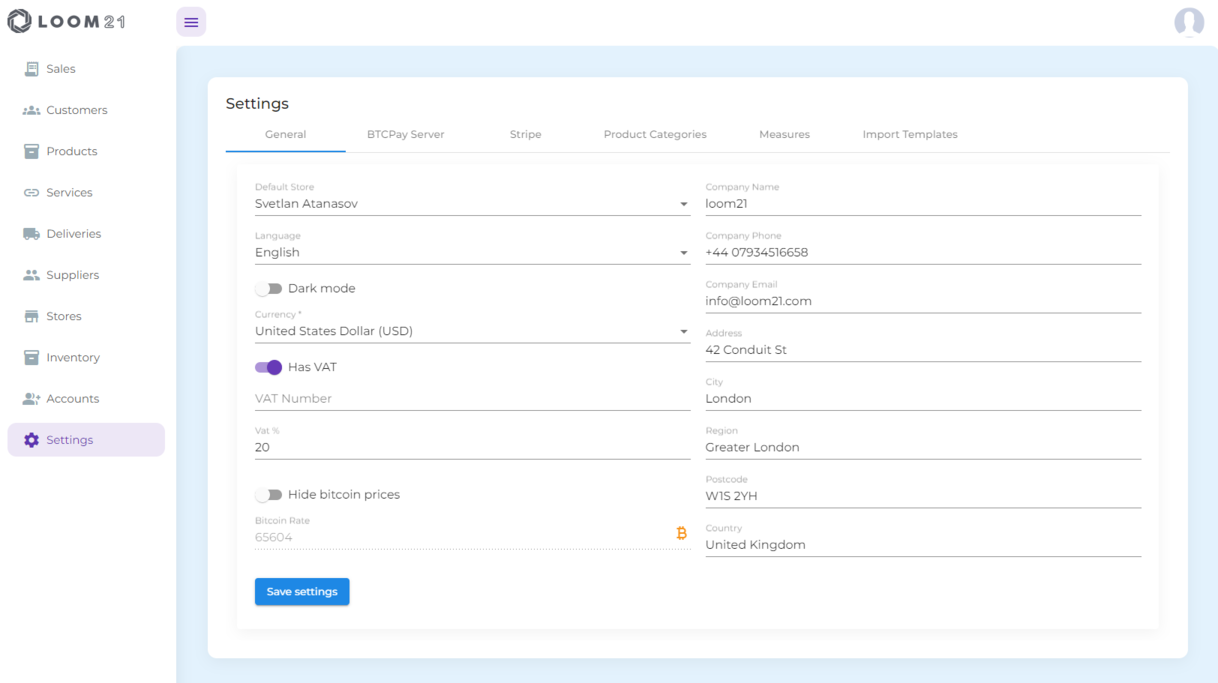 LOOM21
Sales
Customers
Products
Services
Deliveries
Suppliers
Stores
Inventory
Accounts
Settings
Settings
General
BTCPay Server
Stripe
Product Categories
Measures
Import Templates
Default Store
Svetlan Atanasov
Language
English
Dark mode
Currency *
United States Dollar (USD)
Has VAT
VAT Number
Vat %
20
Hide bitcoin prices
Bitcoin Rate
65604
Save settings
Company Name
loom21
Company Phone
+44 07934516658
Company Email
info@loom21.com
Address
42 Conduit St
City
London
Region
Greater London
Postcode
W1S 2YH
Country
United Kingdom